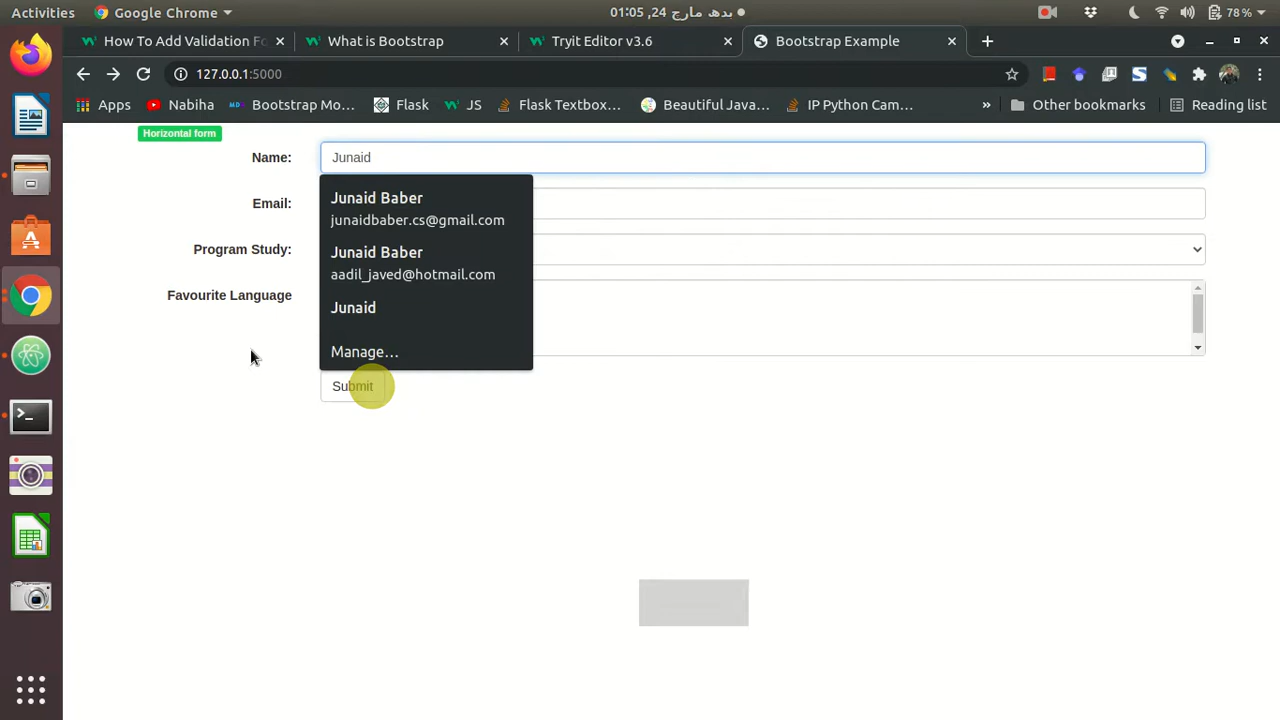 Activities
Google Chrome
بدھ مارچ 24, 01:05
78 %
How To Add Validation Fo
What is Bootstrap
Tryit Editor v3.6
Bootstrap Example
127.0.0.1:5000
Apps
Nabiha
Bootstrap Mo...
Flask
JS
Flask Textbox...
Beautiful Java...
IP Python Cam...
»
Other bookmarks
Reading list
Horizontal form
Name:
Junaid
Junaid Baber
junaidbaber.cs@gmail.com
Email:
Junaid Baber
aadil_javed@hotmail.com
Program Study:
Favourite Language
Junaid
Manage...
Submit